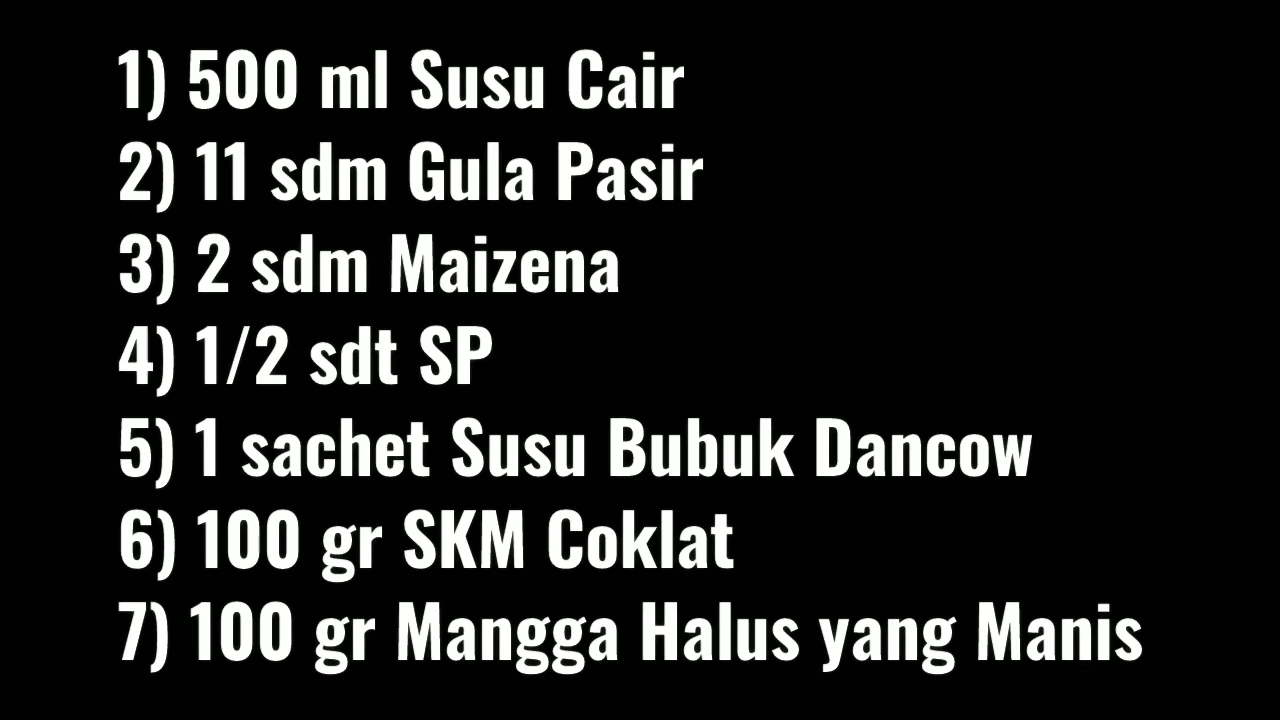 1) 500 ml Susu Cair
2) 11 sdm Gula Pasir
3) 2 sdm Maizena
4) 1/2 sdt SP
5) 1 sachet Susu Bubuk Dancow
6) 100 gr SKM Coklat
7) 100 gr Mangga Halus yang Manis